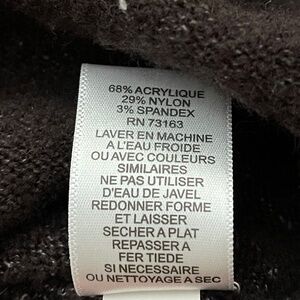 68% ACRYLIQUE
29% NYLON
3% SPANDEX
RN 73163
LAVER EN MACHINE
A L'EAU FROIDE
OU AVEC COULEURS
SIMILAIRES
NE PAS UTILISER
D'EAU DE JAVEL
REDONNER FORME
ET LAISSER
SECHER A PLAT
REPASSER A
FER TIEDE
SI NECESSAIRE
OU NETTOYAGE A SEC